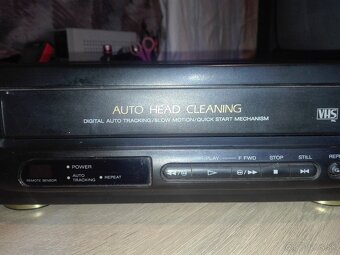 AUTO HEAD CLEANING
DIGITAL AUTO TRACKING/SLOW MOTION/QUICK START MECHANISM
VHS
PLAY F FWD STOP STILL REC
POWER
REMOTE SENSOR AUTO TRACKING REPEAT